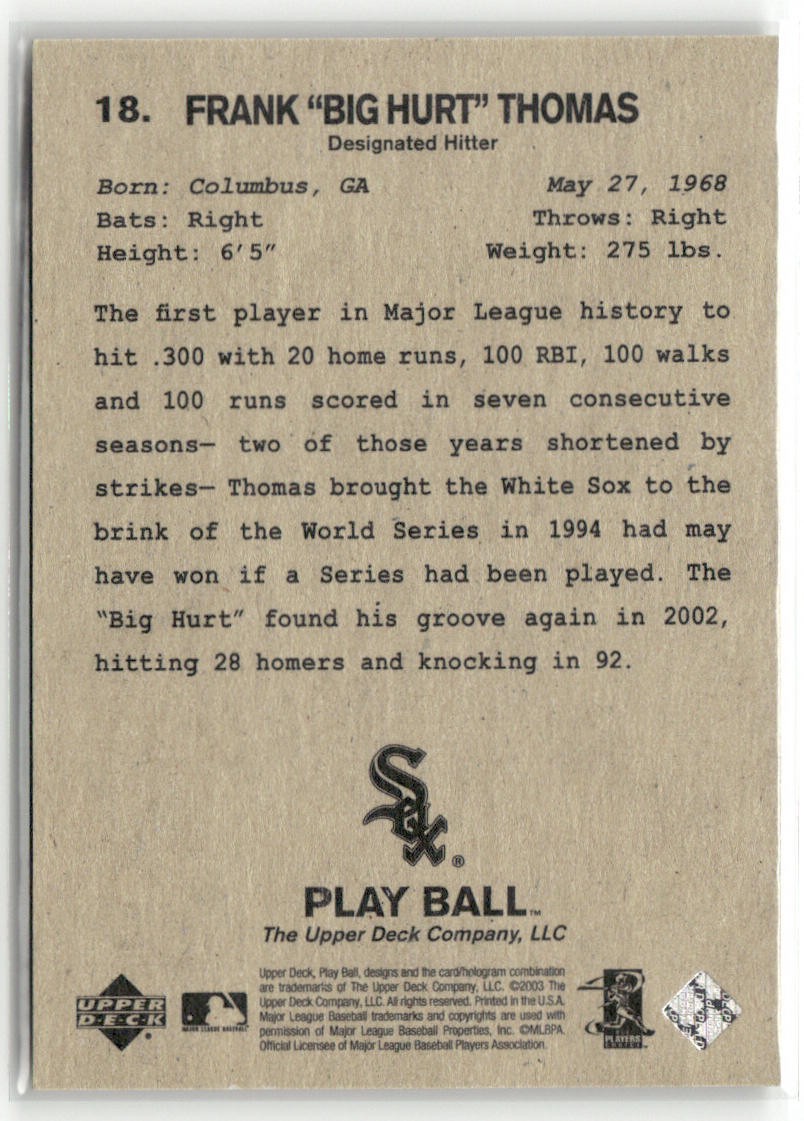 18. FRANK “BIG HURT” THOMAS
Designated Hitter
Born: Columbus, GA May 27, 1968
Bats: Right Throws: Right
Height: 6’5” Weight: 275 lbs.
The first player in Major League history to
hit .300 with 20 home runs, 100 RBI, 100 walks
and 100 runs scored in seven consecutive
seasons— two of those years shortened by
strikes— Thomas brought the White Sox to the
brink of the World Series in 1994 had may
have won if a Series had been played. The
“Big Hurt” found his groove again in 2002,
hitting 28 homers and knocking in 92.
Sox®
PLAY BALL™
The Upper Deck Company, LLC
Upper Deck, Play Ball, designs and the card/hologram combination
are trademarks of The Upper Deck Company, LLC. ©2003 The
Upper Deck Company, LLC. All rights reserved. Printed in the U.S.A.
Major League Baseball trademarks and copyrights are used with
permission of Major League Baseball Properties, Inc. ©MLBPA.
Official Licensee of Major League Baseball Players Association.
UPPER
D·E·C·K®
MAJOR LEAGUE BASEBALL
PLAYERS
CHOICE